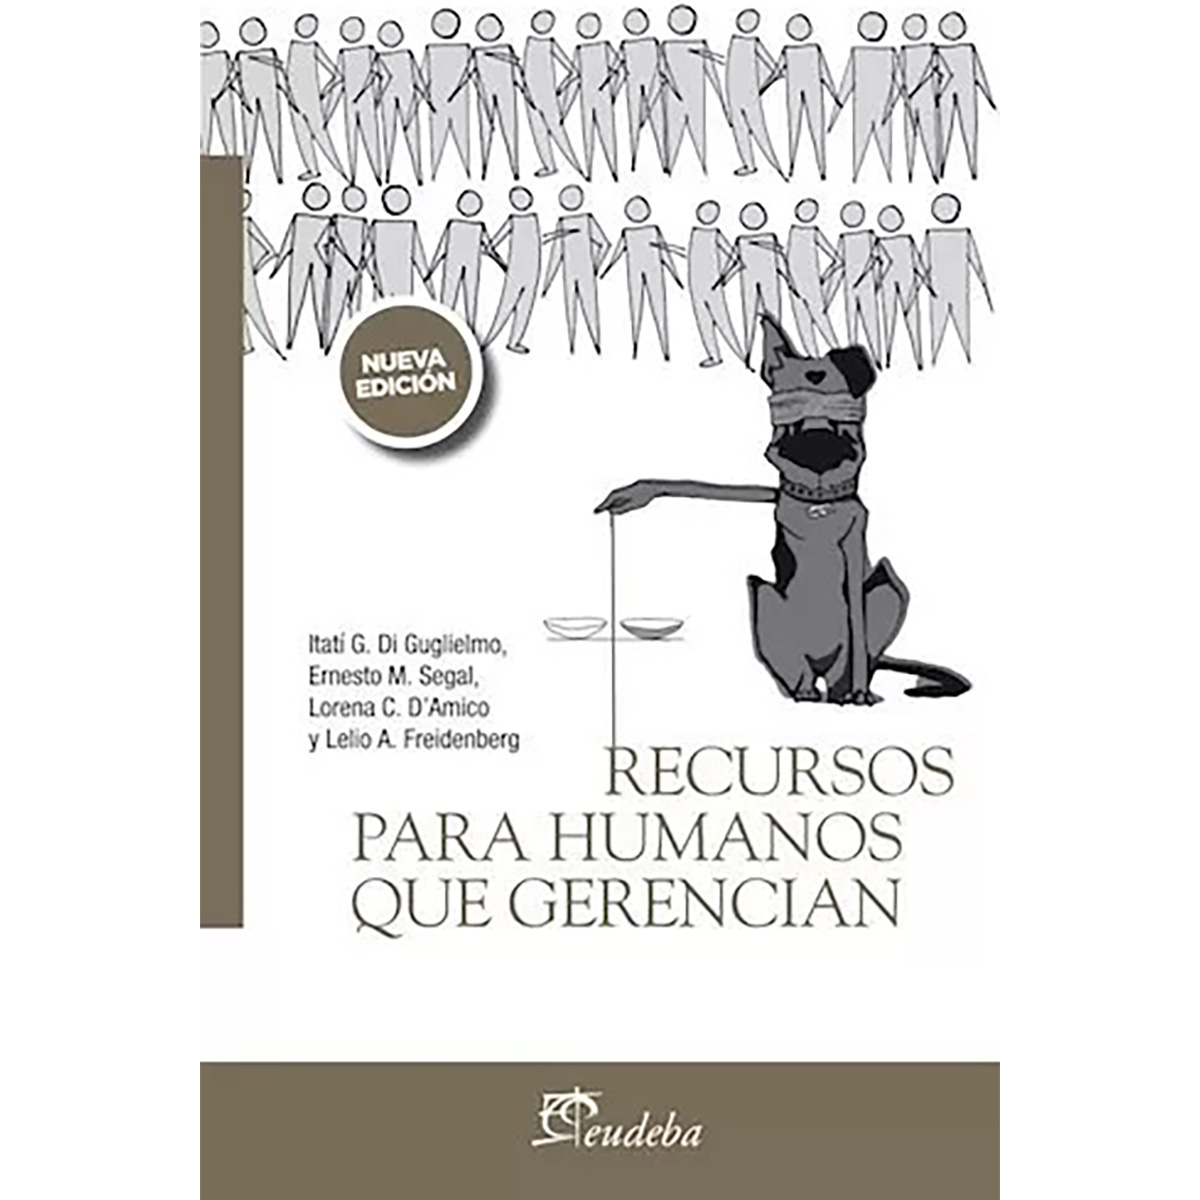 NUEVA
EDICIÓN
Itatí G. Di Guglielmo,
Ernesto M. Segal,
Lorena C. D'Amico
y Lelio A. Freidenberg
RECURSOS
PARA HUMANOS
QUE GERENCIAN
eudeba